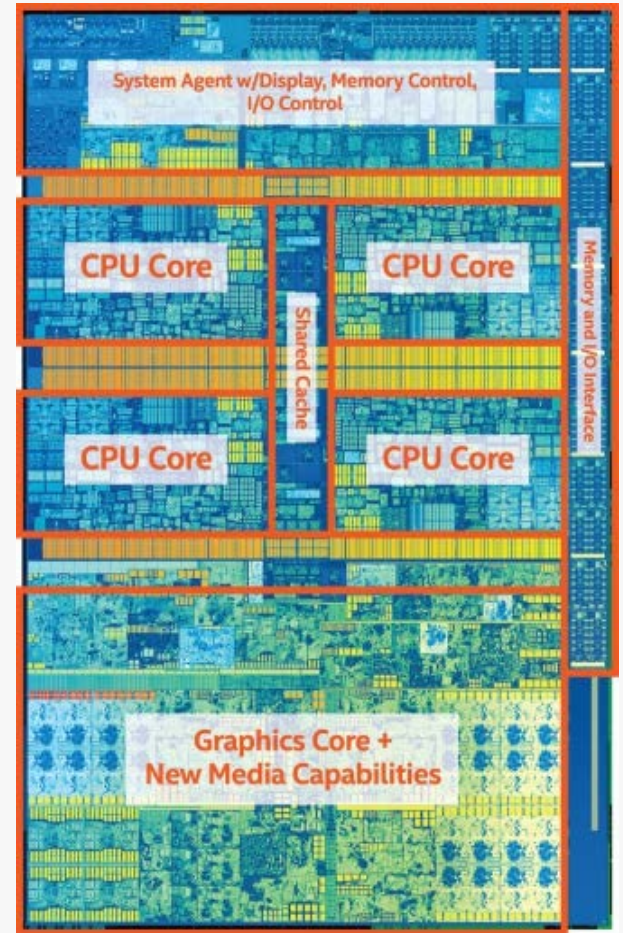 System Agent w/Display, Memory Control,
I/O Control
CPU Core
CPU Core
Shared Cache
Memory and I/O Interface
CPU Core
CPU Core
Graphics Core +
New Media Capabilities